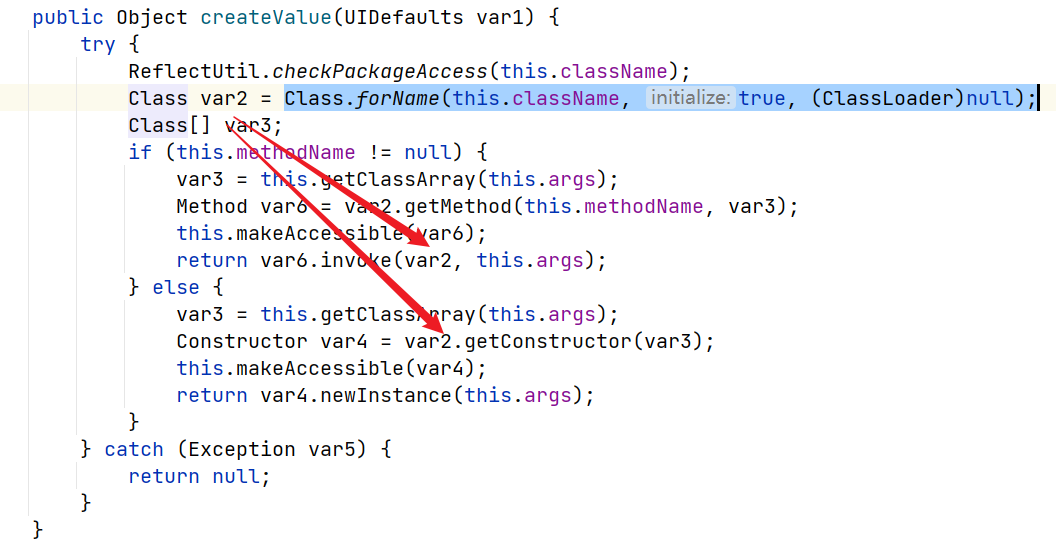 public Object createValue(UIDefaults var1) {
try {
ReflectUtil.checkPackageAccess(this.className);
Class var2 = Class.forName(this.className, initialize: true, (ClassLoader)null);
Class[] var3;
if (this.methodName != null) {
var3 = this.getClassArray(this.args);
Method var6 = var2.getMethod(this.methodName, var3);
this.makeAccessible(var6);
return var6.invoke(var2, this.args);
} else {
var3 = this.getClassArray(this.args);
Constructor var4 = var2.getConstructor(var3);
this.makeAccessible(var4);
return var4.newInstance(this.args);
}
} catch (Exception var5) {
return null;
}
}